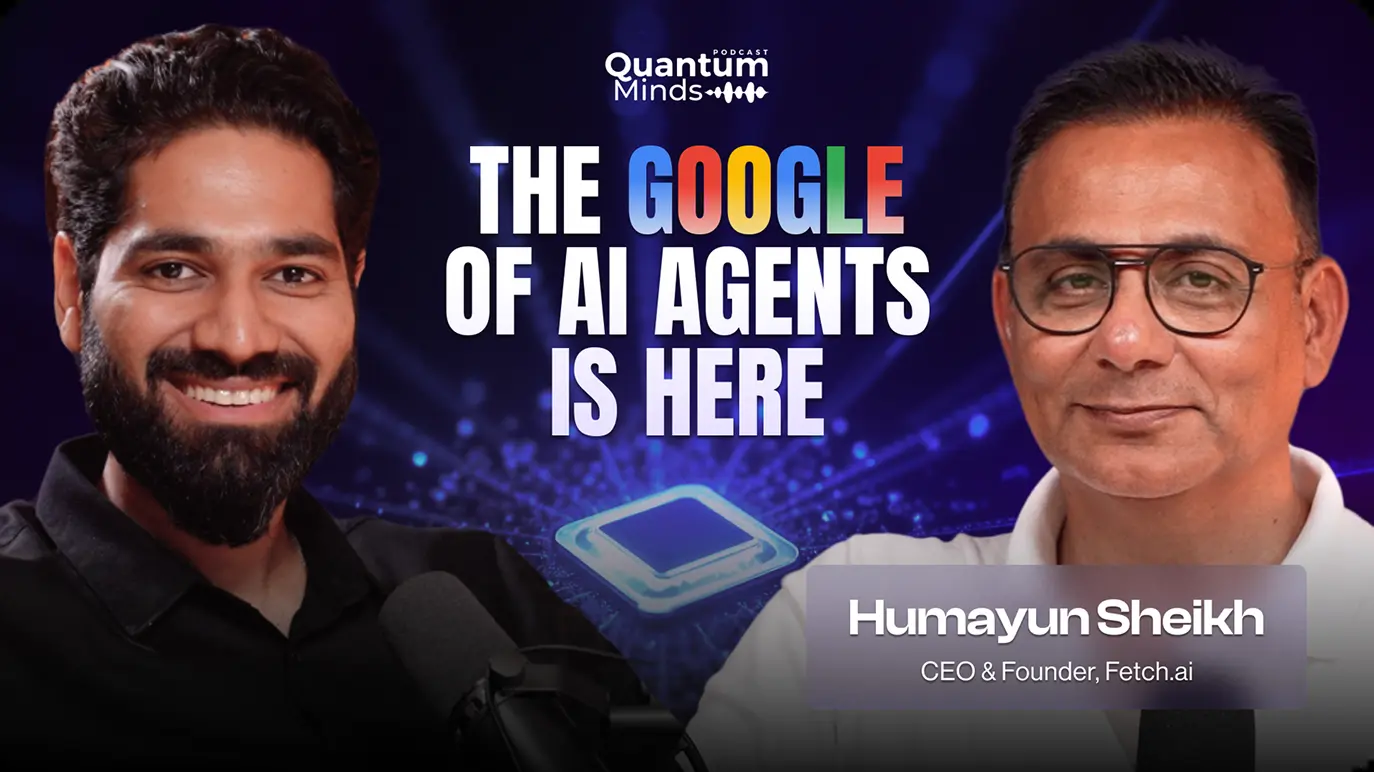 PODCAST
Quantum
Minds
THE GOOGLE
OF AI AGENTS
IS HERE
Humayun Sheikh
CEO & Founder, Fetch.ai